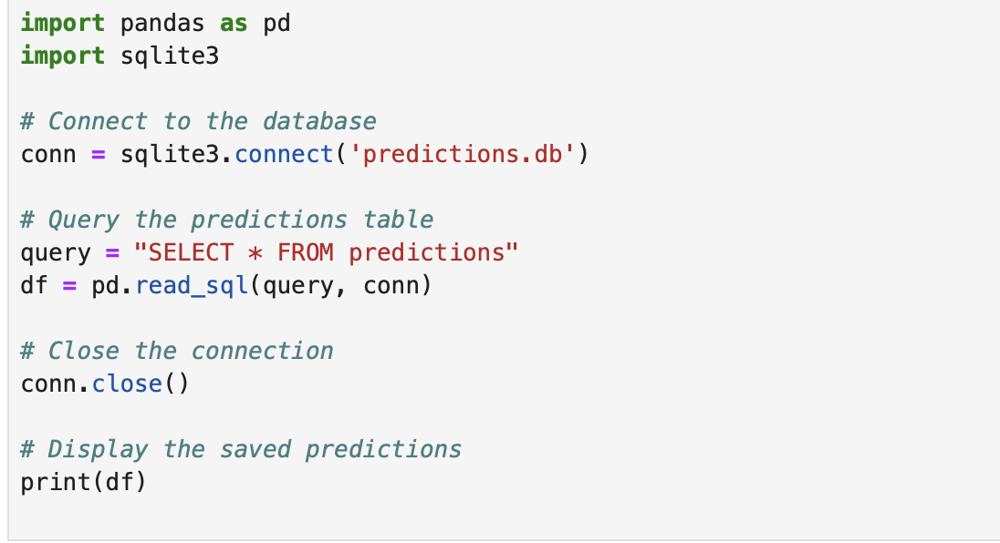 import pandas as pd
import sqlite3
# Connect to the database
conn = sqlite3.connect('predictions.db')
# Query the predictions table
query = "SELECT * FROM predictions"
df = pd.read_sql(query, conn)
# Close the connection
conn.close()
# Display the saved predictions
print(df)